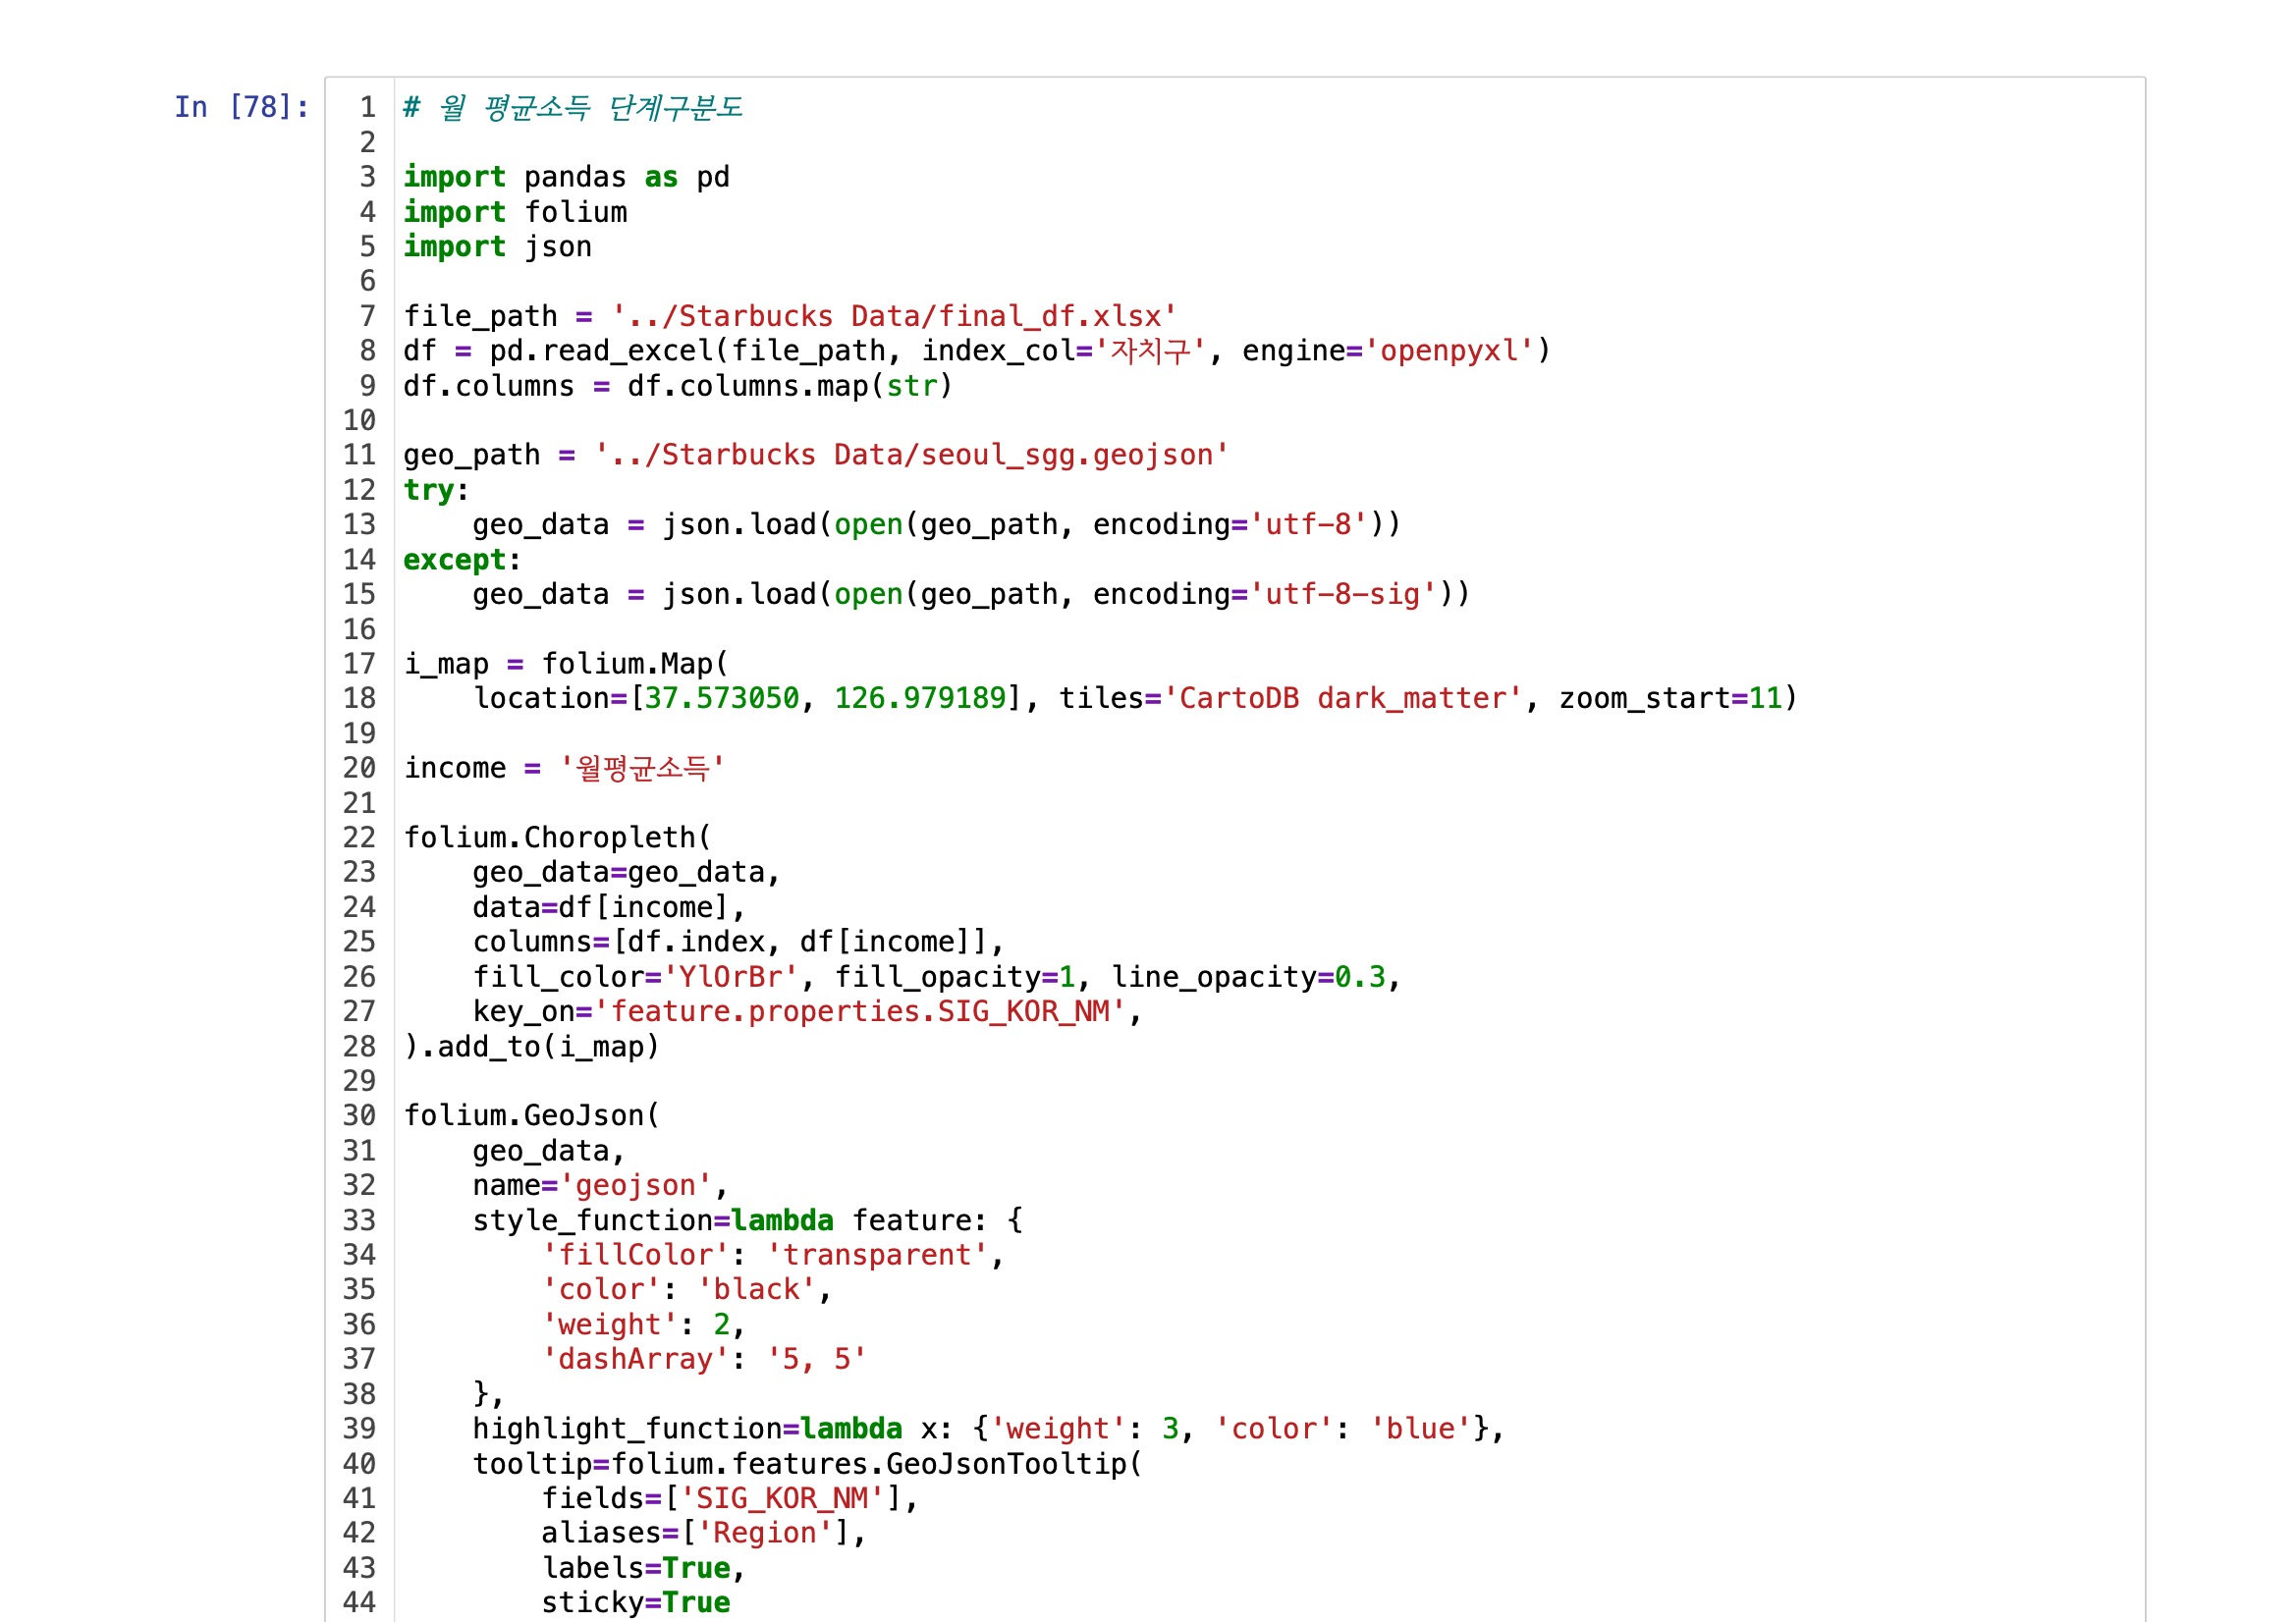 In [78]:
1 # 월 평균소득 단계구분도
2
3 import pandas as pd
4 import folium
5 import json
6
7 file_path = '../Starbucks Data/final_df.xlsx'
8 df = pd.read_excel(file_path, index_col='자치구', engine='openpyxl')
9 df.columns = df.columns.map(str)
10
11 geo_path = '../Starbucks Data/seoul_sgg.geojson'
12 try:
13     geo_data = json.load(open(geo_path, encoding='utf-8'))
14 except:
15     geo_data = json.load(open(geo_path, encoding='utf-8-sig'))
16
17 i_map = folium.Map(
18     location=[37.573050, 126.979189], tiles='CartoDB dark_matter', zoom_start=11)
19
20 income = '월평균소득'
21
22 folium.Choropleth(
23     geo_data=geo_data,
24     data=df[income],
25     columns=[df.index, df[income]],
26     fill_color='YlOrBr', fill_opacity=1, line_opacity=0.3,
27     key_on='feature.properties.SIG_KOR_NM',
28 ).add_to(i_map)
29
30 folium.GeoJson(
31     geo_data,
32     name='geojson',
33     style_function=lambda feature: {
34         'fillColor': 'transparent',
35         'color': 'black',
36         'weight': 2,
37         'dashArray': '5, 5'
38     },
39     highlight_function=lambda x: {'weight': 3, 'color': 'blue'},
40     tooltip=folium.features.GeoJsonTooltip(
41         fields=['SIG_KOR_NM'],
42         aliases=['Region'],
43         labels=True,
44         sticky=True